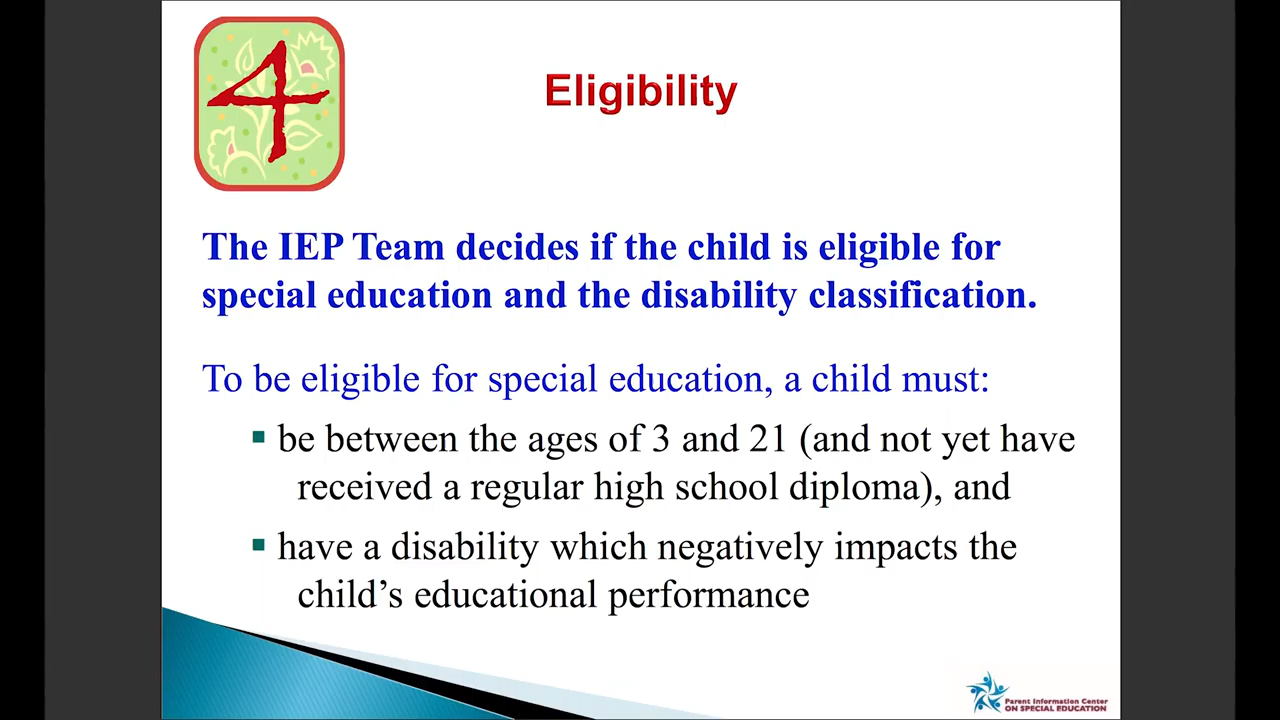 4
Eligibility
The IEP Team decides if the child is eligible for
special education and the disability classification.
To be eligible for special education, a child must:
▪ be between the ages of 3 and 21 (and not yet have
received a regular high school diploma), and
▪ have a disability which negatively impacts the
child’s educational performance
Parent Information Center
ON SPECIAL EDUCATION